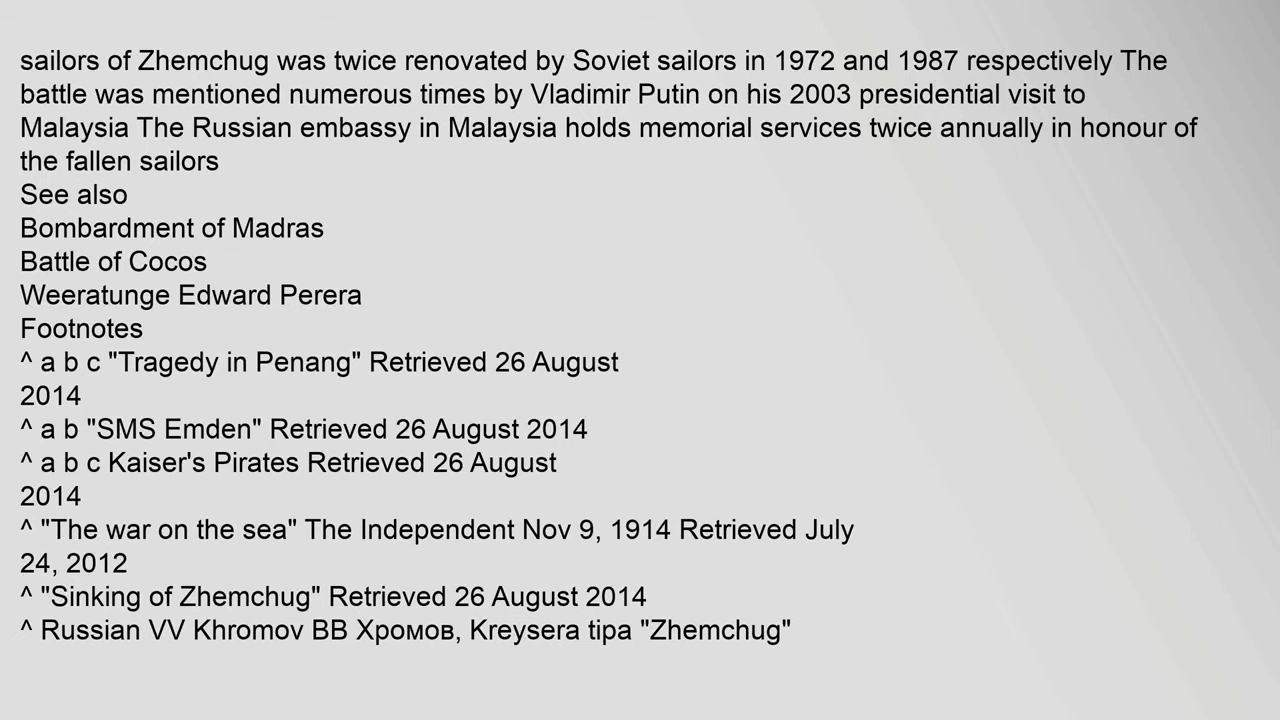 sailors of Zhemchug was twice renovated by Soviet sailors in 1972 and 1987 respectively The
battle was mentioned numerous times by Vladimir Putin on his 2003 presidential visit to
Malaysia The Russian embassy in Malaysia holds memorial services twice annually in honour of
the fallen sailors
See also
Bombardment of Madras
Battle of Cocos
Weeratunge Edward Perera
Footnotes
^ a b c "Tragedy in Penang" Retrieved 26 August
2014
^ a b "SMS Emden" Retrieved 26 August 2014
^ a b c Kaiser's Pirates Retrieved 26 August
2014
^ "The war on the sea" The Independent Nov 9, 1914 Retrieved July
24, 2012
^ "Sinking of Zhemchug" Retrieved 26 August 2014
^ Russian VV Khromov ВВ Хромов, Kreysera tipa "Zhemchug"